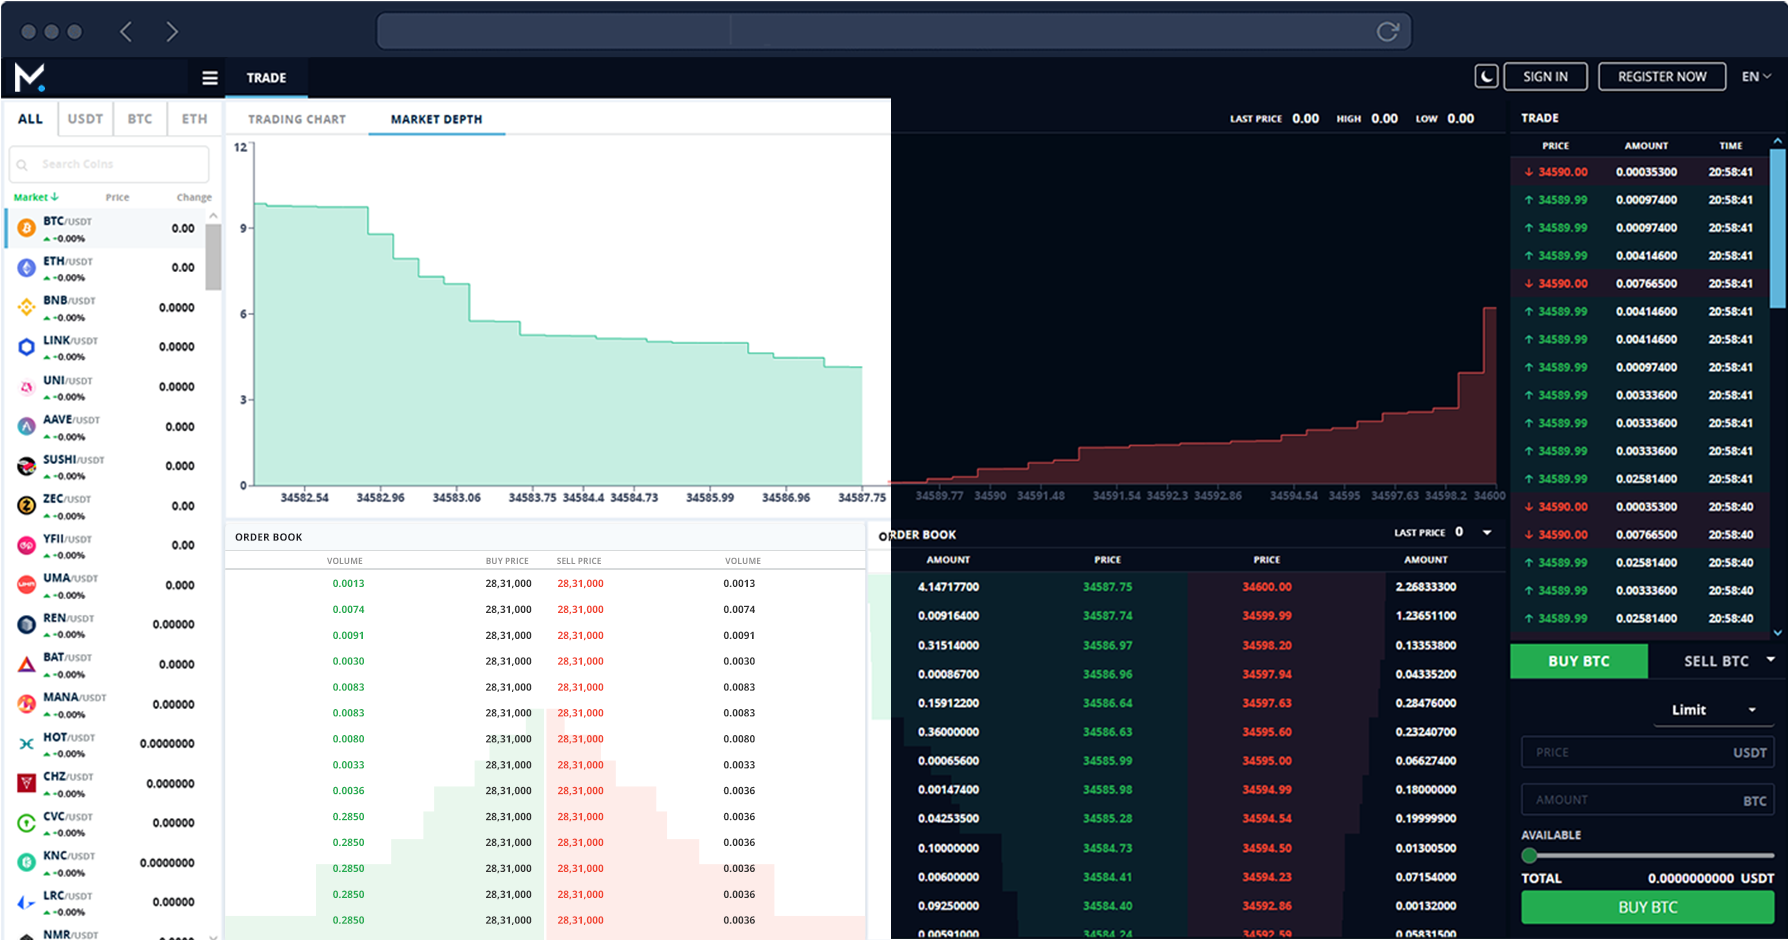 TRADE
SIGN IN
REGISTER NOW
EN
ALL USDT BTC ETH
Search Coins
Market Price Change
BTC/USDT 0.00
-0.00%
ETH/USDT 0.00
-0.00%
BNB/USDT 0.0000
-0.00%
LINK/USDT 0.0000
-0.00%
UNI/USDT 0.0000
-0.00%
AAVE/USDT 0.000
-0.00%
SUSHI/USDT 0.000
-0.00%
ZEC/USDT 0.00
-0.00%
YFII/USDT 0.00
-0.00%
UMA/USDT 0.000
-0.00%
REN/USDT 0.00000
-0.00%
BAT/USDT 0.0000
-0.00%
MANA/USDT 0.00000
-0.00%
HOT/USDT 0.0000000
-0.00%
CHZ/USDT 0.000000
-0.00%
CVC/USDT 0.00000
-0.00%
KNC/USDT 0.0000000
-0.00%
LRC/USDT 0.00000
-0.00%
NMR/USDT 0.0000
TRADING CHART MARKET DEPTH
LAST PRICE 0.00 HIGH 0.00 LOW 0.00
12
9
6
3
0
34582.54 34582.96 34583.06 34583.75 34584.4 34584.73 34585.99 34586.96 34587.75
34589.77 34590 34591.48 34591.54 34592.3 34592.86 34594.54 34595 34597.63 34598.2 34600
ORDER BOOK
VOLUME BUY PRICE SELL PRICE VOLUME
0.0013 28,31,000 28,31,000 0.0013
0.0074 28,31,000 28,31,000 0.0074
0.0091 28,31,000 28,31,000 0.0091
0.0030 28,31,000 28,31,000 0.0030
0.0083 28,31,000 28,31,000 0.0083
0.0083 28,31,000 28,31,000 0.0083
0.0080 28,31,000 28,31,000 0.0080
0.0033 28,31,000 28,31,000 0.0033
0.0036 28,31,000 28,31,000 0.0036
0.2850 28,31,000 28,31,000 0.0036
0.2850 28,31,000 28,31,000 0.0036
0.2850 28,31,000 28,31,000 0.0036
0.2850 28,31,000 28,31,000 0.0036
0.2850 28,31,000 28,31,000 0.0036
ORDER BOOK LAST PRICE 0
AMOUNT PRICE PRICE AMOUNT
4.14717700 34587.75 34600.00 2.26833300
0.00916400 34587.74 34599.99 1.23651100
0.31514000 34586.97 34598.20 0.13353800
0.00086700 34586.96 34597.94 0.04335200
0.15912200 34586.64 34597.63 0.28476000
0.36000000 34586.63 34595.60 0.23240700
0.00065600 34585.99 34595.00 0.06627400
0.00147400 34585.98 34594.99 0.18000000
0.04253500 34585.28 34594.54 0.19999900
0.10000000 34584.73 34594.50 0.01300500
0.00600000 34584.41 34594.23 0.07154000
0.09250000 34584.40 34592.86 0.00132000
0.00591000 34584.24 34592.59 0.05831500
TRADE
PRICE AMOUNT TIME
34590.00 0.00035300 20:58:41
34589.99 0.00097400 20:58:41
34589.99 0.00097400 20:58:41
34589.99 0.00414600 20:58:41
34590.00 0.00766500 20:58:41
34589.99 0.00414600 20:58:41
34589.99 0.00414600 20:58:41
34589.99 0.00097400 20:58:41
34589.99 0.00333600 20:58:41
34589.99 0.00333600 20:58:41
34589.99 0.00333600 20:58:41
34589.99 0.02581400 20:58:41
34590.00 0.00035300 20:58:40
34590.00 0.00766500 20:58:40
34589.99 0.02581400 20:58:40
34589.99 0.00333600 20:58:40
34589.99 0.02581400 20:58:40
BUY BTC SELL BTC
Limit
PRICE USDT
AMOUNT BTC
AVAILABLE
TOTAL 0.0000000000 USDT
BUY BTC